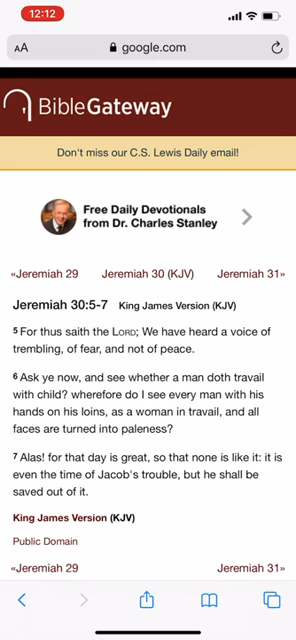 12:12
AA google.com
BibleGateway
Don't miss our C.S. Lewis Daily email!
Free Daily Devotionals
from Dr. Charles Stanley
«Jeremiah 29 Jeremiah 30 (KJV) Jeremiah 31»
Jeremiah 30:5-7 King James Version (KJV)
5 For thus saith the LORD; We have heard a voice of
trembling, of fear, and not of peace.
6 Ask ye now, and see whether a man doth travail
with child? wherefore do I see every man with his
hands on his loins, as a woman in travail, and all
faces are turned into paleness?
7 Alas! for that day is great, so that none is like it: it is
even the time of Jacob's trouble, but he shall be
saved out of it.
King James Version (KJV)
Public Domain
«Jeremiah 29 Jeremiah 31»